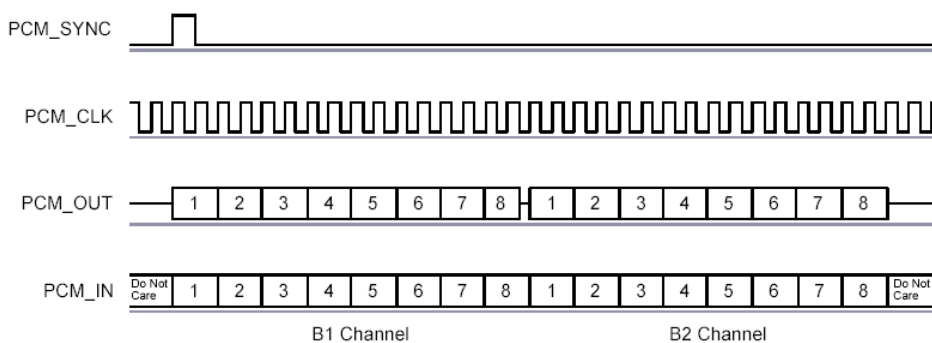 PCM_SYNC
PCM_CLK
PCM_OUT 1 2 3 4 5 6 7 8 1 2 3 4 5 6 7 8
PCM_IN Do Not Care 1 2 3 4 5 6 7 8 1 2 3 4 5 6 7 8 Do Not Care
B1 Channel B2 Channel